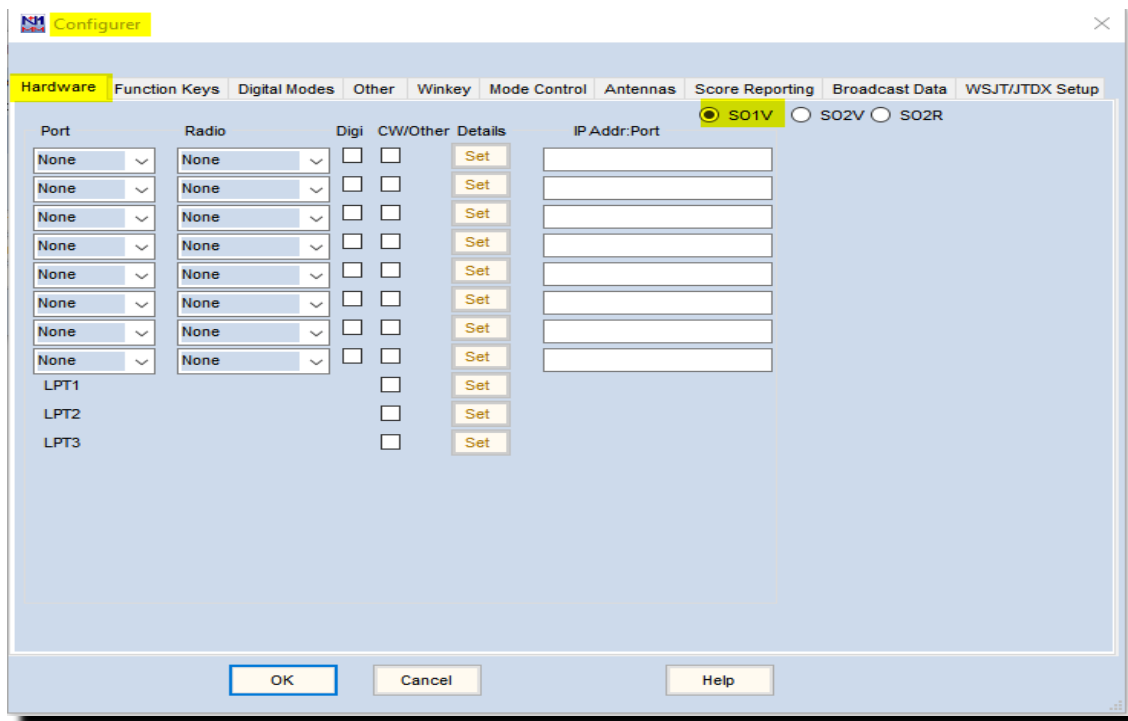 N1 Configurer
Hardware Function Keys Digital Modes Other Winkey Mode Control Antennas Score Reporting Broadcast Data WSJT/JTDX Setup
SO1V SO2V SO2R
Port Radio Digi CW/Other Details IP Addr:Port
None None Set
None None Set
None None Set
None None Set
None None Set
None None Set
None None Set
None None Set
LPT1 Set
LPT2 Set
LPT3 Set
OK Cancel Help